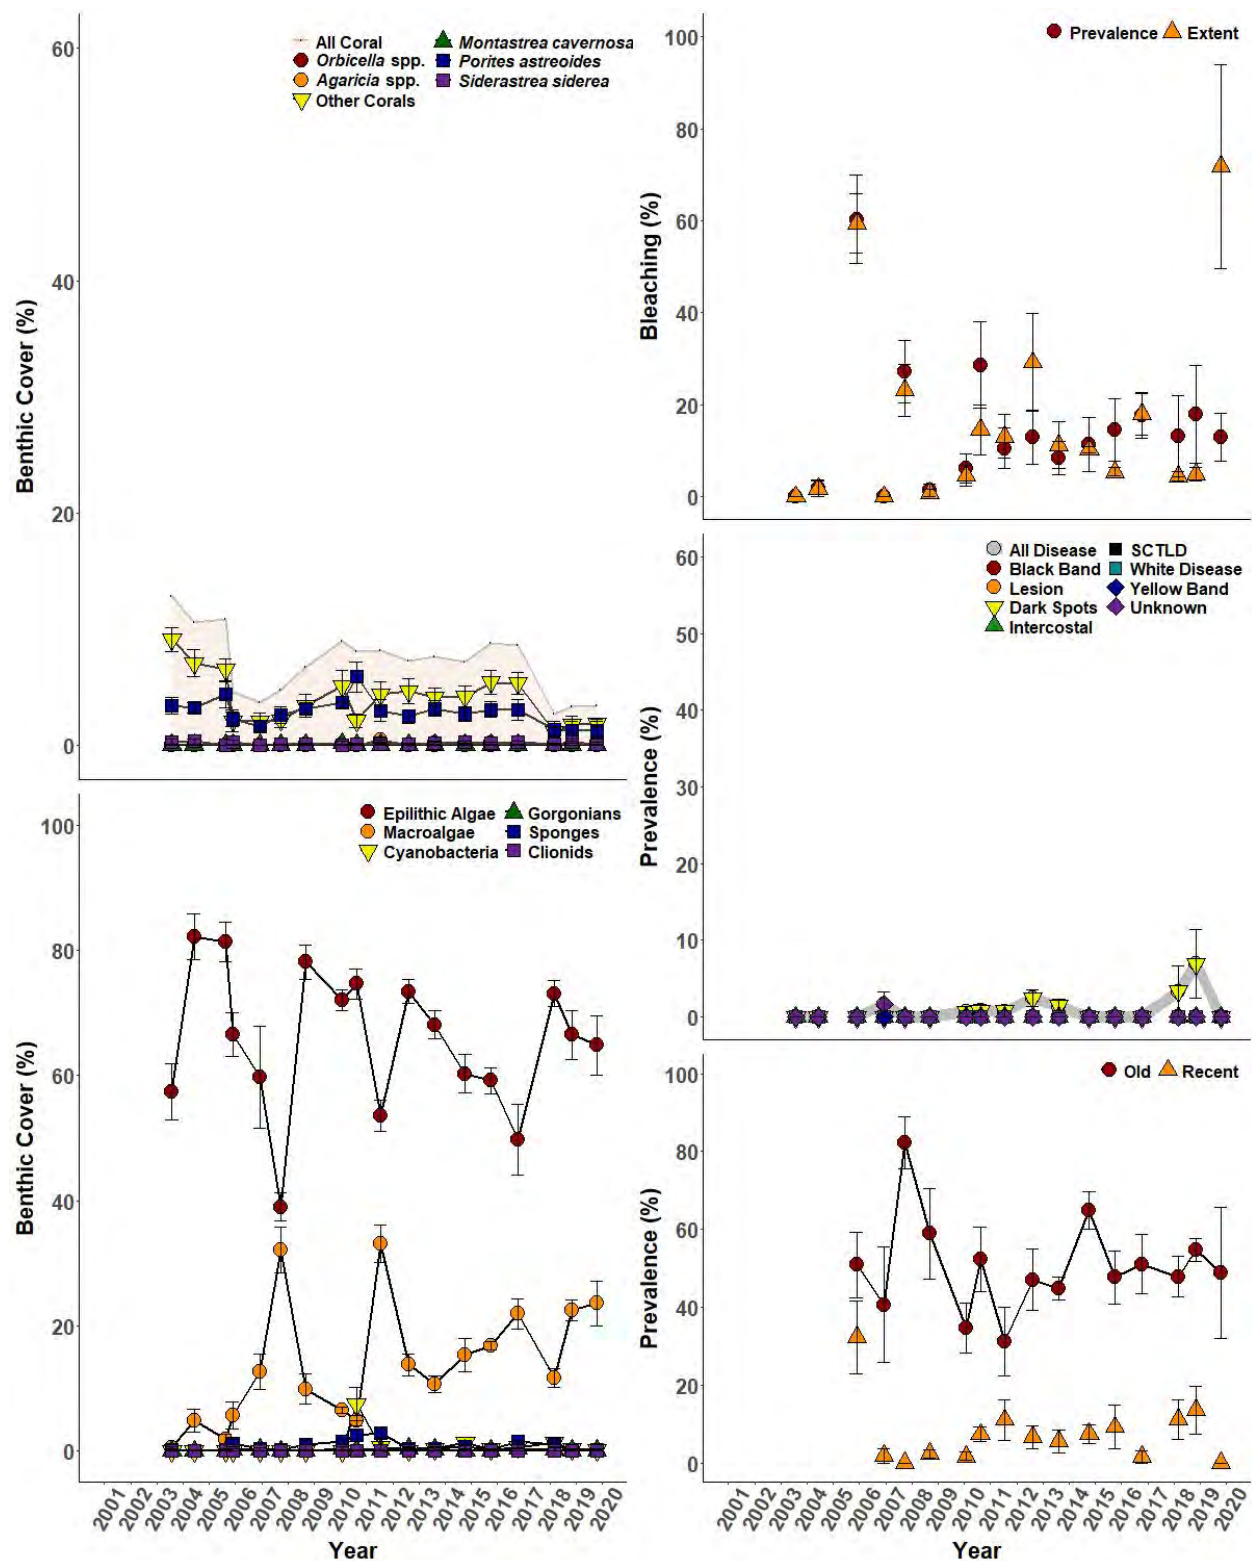 All Coral
Orbicella spp.
Agaricia spp.
Other Corals
Montastrea cavernosa
Porites astreoides
Siderastrea siderea
60
40
20
0
Benthic Cover (%)
Prevalence
Extent
100
80
60
40
20
0
Bleaching (%)
All Disease
Black Band
Lesion
Dark Spots
Intercostal
SCTLD
White Disease
Yellow Band
Unknown
60
50
40
30
20
10
0
Prevalence (%)
Epilithic Algae
Macroalgae
Cyanobacteria
Gorgonians
Sponges
Clionids
100
80
60
40
20
0
Benthic Cover (%)
2001 2002 2003 2004 2005 2006 2007 2008 2009 2010 2011 2012 2013 2014 2015 2016 2017 2018 2019 2020
Year
Old
Recent
100
80
60
40
20
0
Prevalence (%)
2001 2002 2003 2004 2005 2006 2007 2008 2009 2010 2011 2012 2013 2014 2015 2016 2017 2018 2019 2020
Year